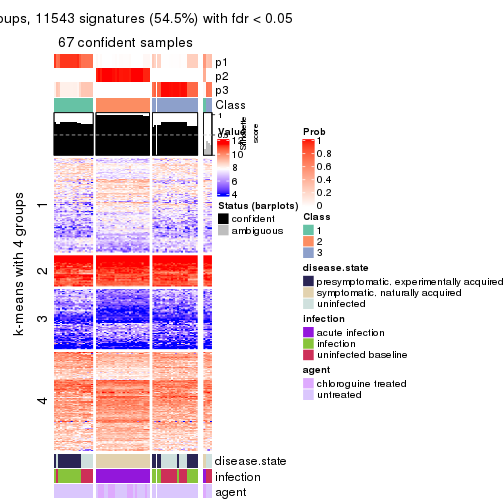 oups, 11543 signatures (54.5%) with fdr < 0.05
67 confident samples
p1
p2
p3
Class
1
0.5
Silhouette
score
k-means with 4 groups
1
2
3
4
disease.state
infection
agent
Value
12
10
8
6
4
Status (barplots)
confident
ambiguous
Prob
1
0.8
0.6
0.4
0.2
0
Class
1
2
3
disease.state
presymptomatic. experimentally acquired
symptomatic. naturally acquired
uninfected
infection
acute infection
infection
uninfected baseline
agent
chloroguine treated
untreated